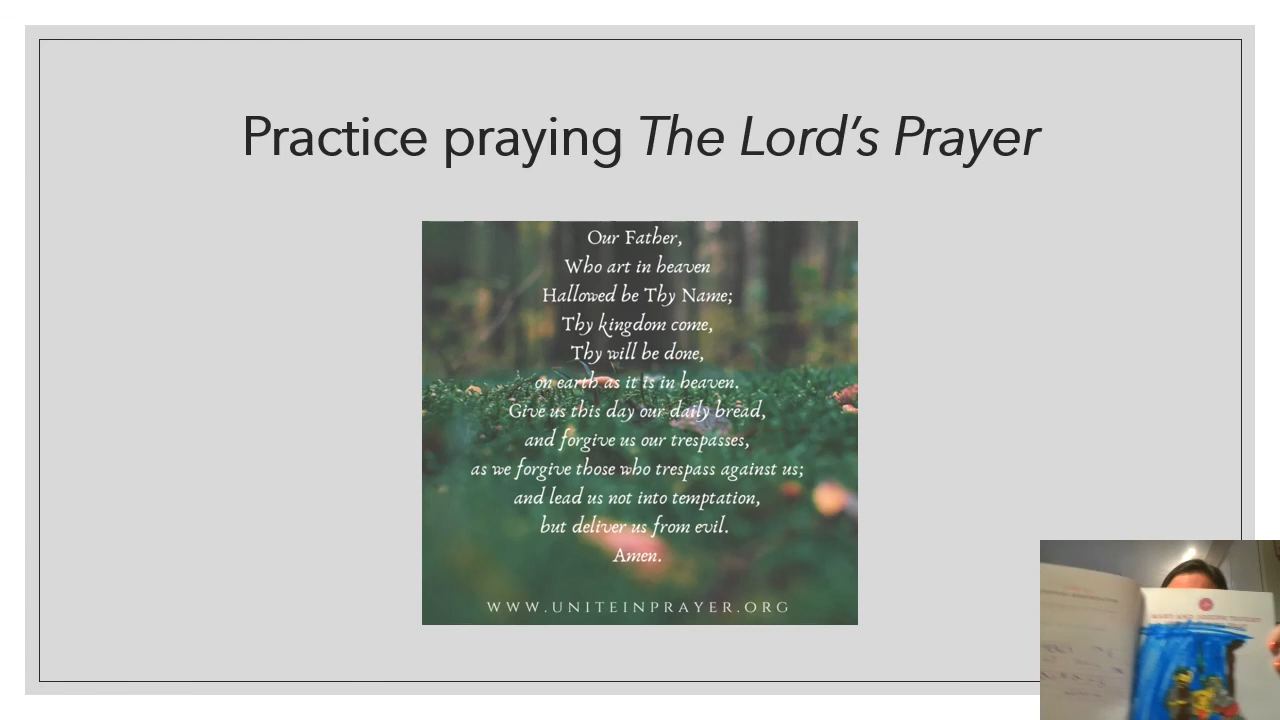 Practice praying The Lord’s Prayer
Our Father,
Who art in heaven
Hallowed be Thy Name;
Thy kingdom come,
Thy will be done,
on earth as it is in heaven.
Give us this day our daily bread,
and forgive us our trespasses,
as we forgive those who trespass against us;
and lead us not into temptation,
but deliver us from evil.
Amen.
WWW.UNITEINPRAYER.ORG